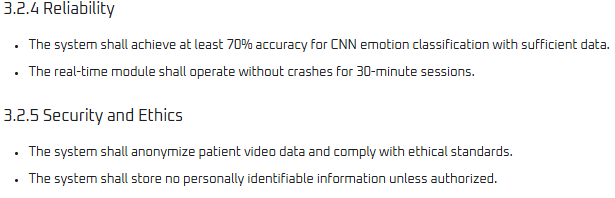 3.2.4 Reliability
• The system shall achieve at least 70% accuracy for CNN emotion classification with sufficient data.
• The real-time module shall operate without crashes for 30-minute sessions.
3.2.5 Security and Ethics
• The system shall anonymize patient video data and comply with ethical standards.
• The system shall store no personally identifiable information unless authorized.